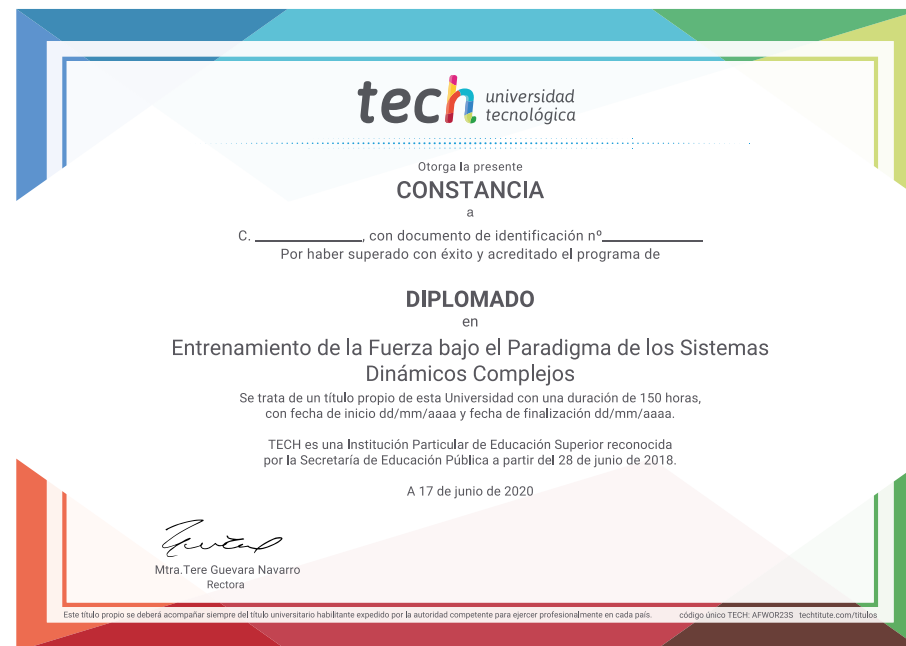 tech universidad
tecnológica
Otorga la presente
CONSTANCIA
a
C. ____________, con documento de identificación nº____________
Por haber superado con éxito y acreditado el programa de
DIPLOMADO
en
Entrenamiento de la Fuerza bajo el Paradigma de los Sistemas
Dinámicos Complejos
Se trata de un título propio de esta Universidad con una duración de 150 horas,
con fecha de inicio dd/mm/aaaa y fecha de finalización dd/mm/aaaa.
TECH es una Institución Particular de Educación Superior reconocida
por la Secretaría de Educación Pública a partir del 28 de junio de 2018.
A 17 de junio de 2020
Mtra.Tere Guevara Navarro
Rectora
Este título propio se deberá acompañar siempre del título universitario habilitante expedido por la autoridad competente para ejercer profesionalmente en cada país. código único TECH: AFWOR23S techtitute.com/titulos